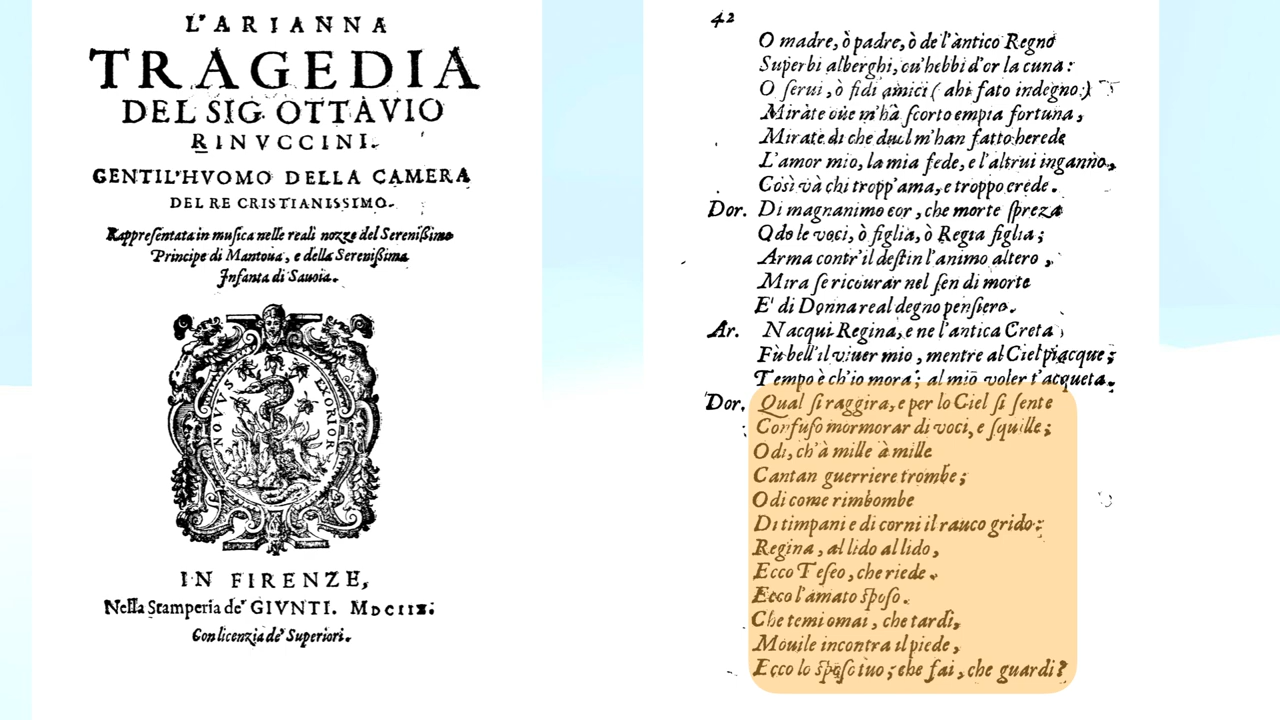 L'ARIANNA
TRAGEDIA
DEL SIG. OTTAVIO
RINVCCINI.
GENTIL'HVOMO DELLA CAMERA
DEL RE CRISTIANISSIMO.
Rappresentata in musica nelle reali nozze del Serenißimo
Principe di Mantoua, e della Serenißima
Infanta di Sauoia.
NOVVS EXORIOR
IN FIRENZE,
Nella Stamperia de' GIVNTI. MDCIIX.
Con licenzia de' Superiori.
42
O madre, ò padre, ò de l'àntico Regno
Superbi alberghi, ou'hebbi d'or la cuna:
O serui, ò fidi amici ( ahi fato indegno:)
Mirate oue m'hà scorto empia fortuna,
Mirate di che duol m'han fatto herede
L'amor mio, la mia fede, e l'altrui inganno,
Così và chi tropp'ama, e troppo crede.
Dor. Di magnanimo cor, che morte spreza
O do le voci, ò figlia, ò Regia figlia;
Arma contr'il destin l'animo altero,
Mira se ricourar nel sen di morte
E' di Donna real degno pensiero.
Ar. Nacqui Regina, e ne l'antica Creta
Fù bell'il viuer mio, mentre al Ciel piacque;
Tempo è ch'io mora; al mio voler t'acqueta.
Dor. Qual si raggira, e per lo Ciel si sente
Confuso mormorar di voci, e squille;
Odi, ch'à mille à mille
Cantan guerriere trombe;
Odi come rimbombe
Di timpani e di corni il rauco grido:
Regina, al lido al lido,
Ecco Teseo, che riede.
Ecco l'amato sposo.
Che temi omai, che tardi,
Mouile incontra il piede,
Ecco lo sposo tuo; che fai, che guardi?